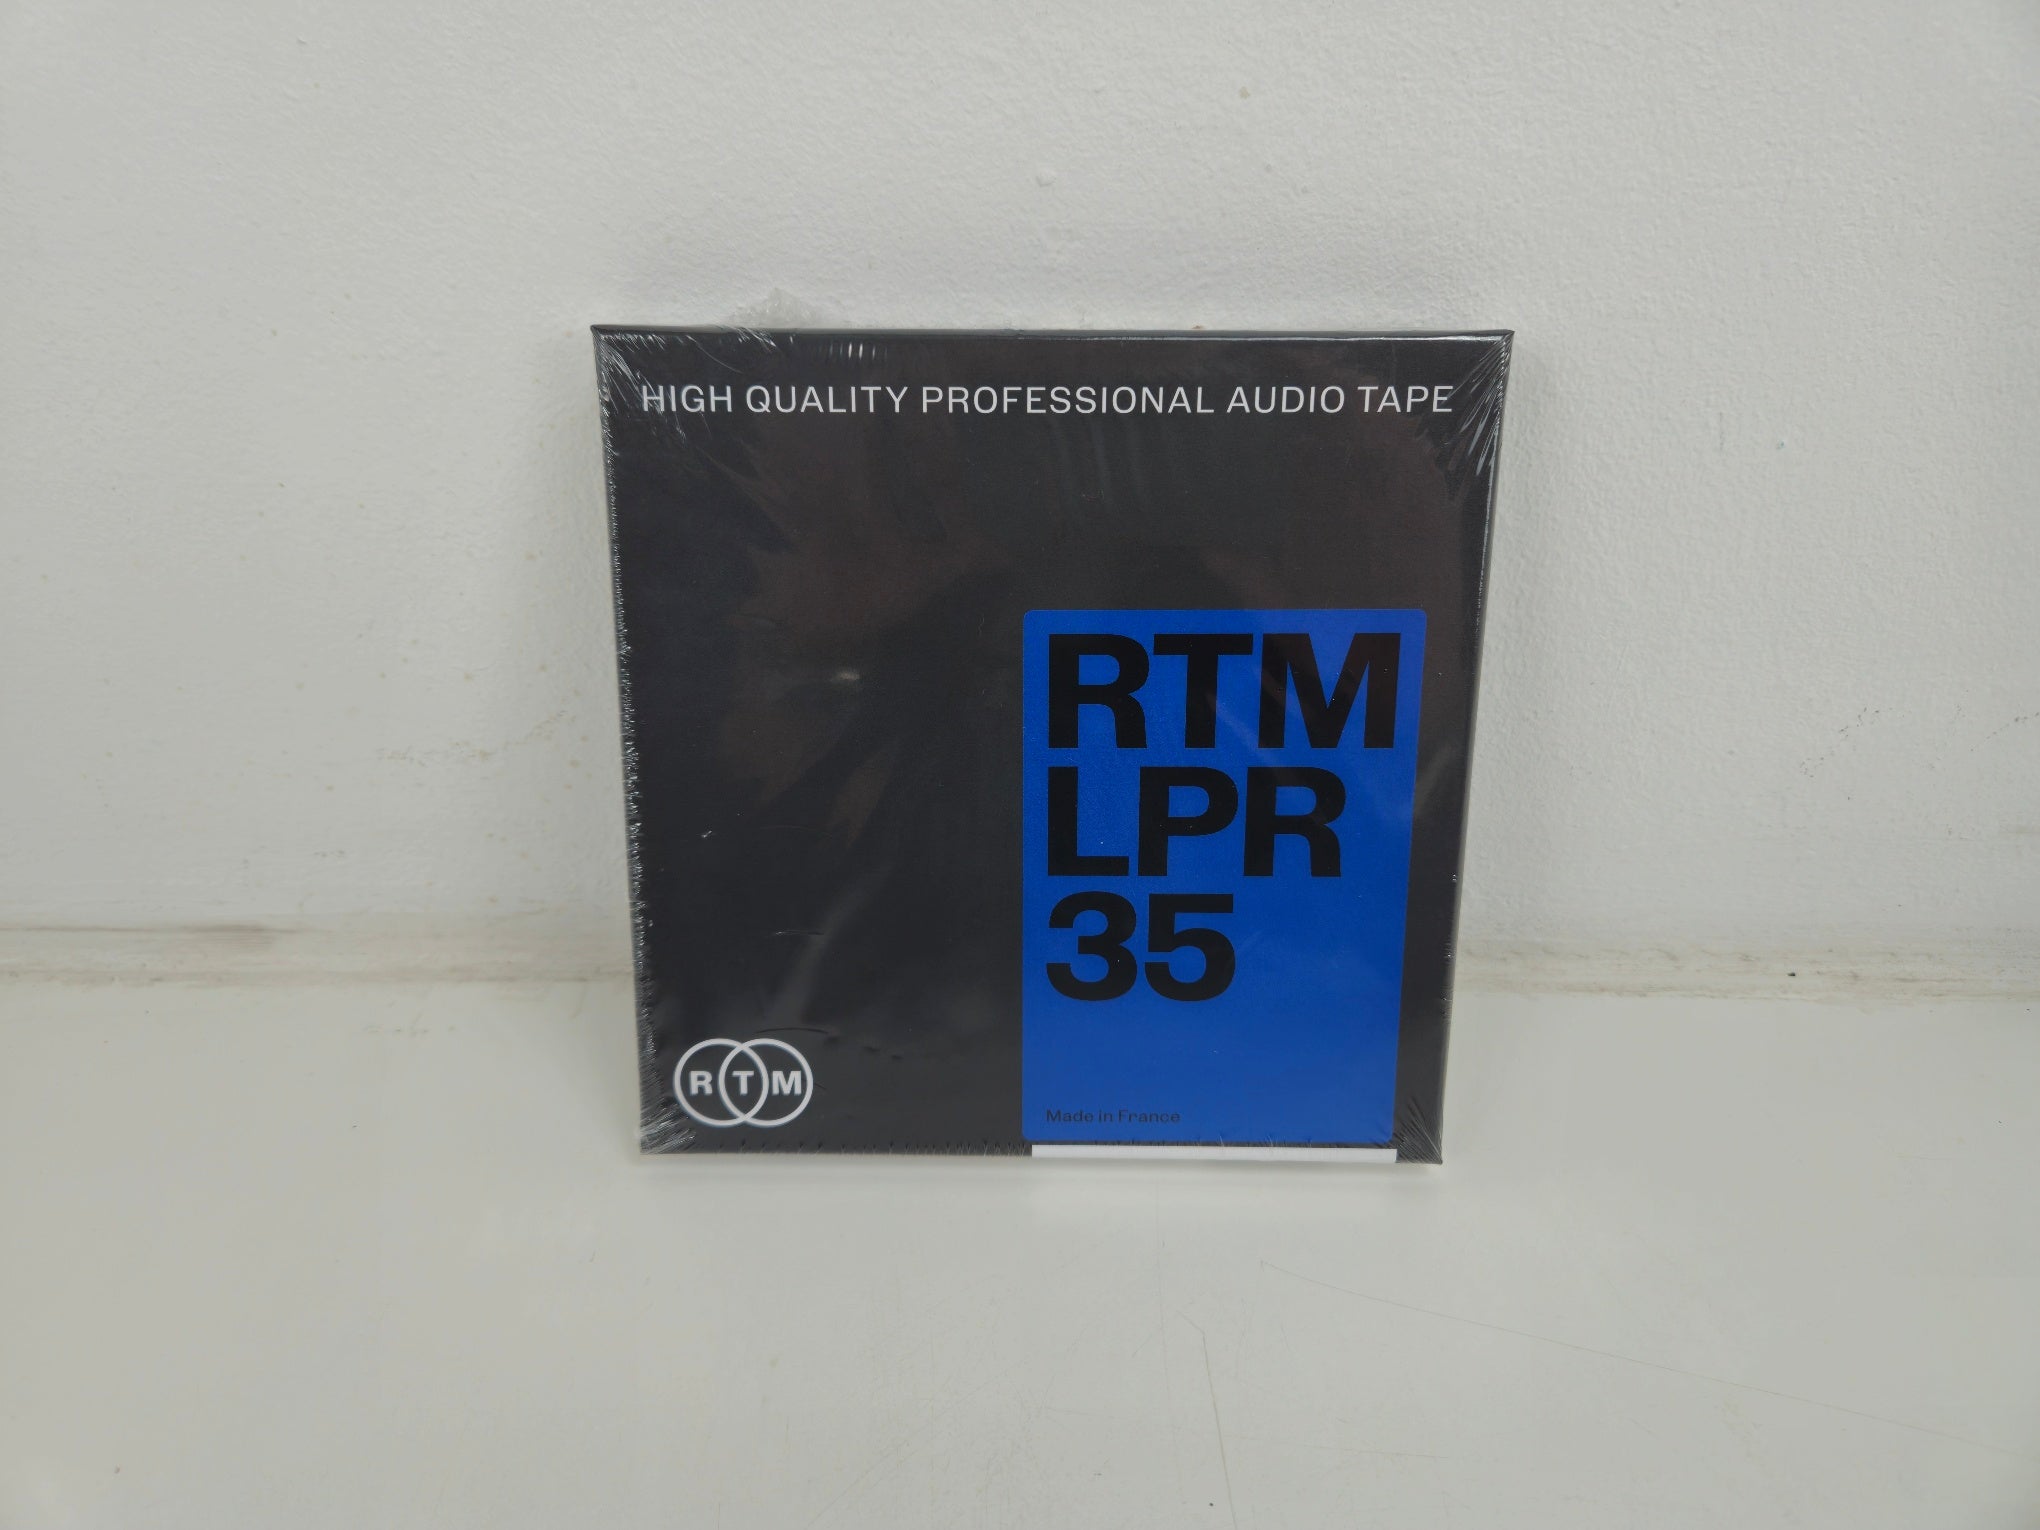 HIGH QUALITY PROFESSIONAL AUDIO TAPE
RTM
LPR
35
Made in France
RTM